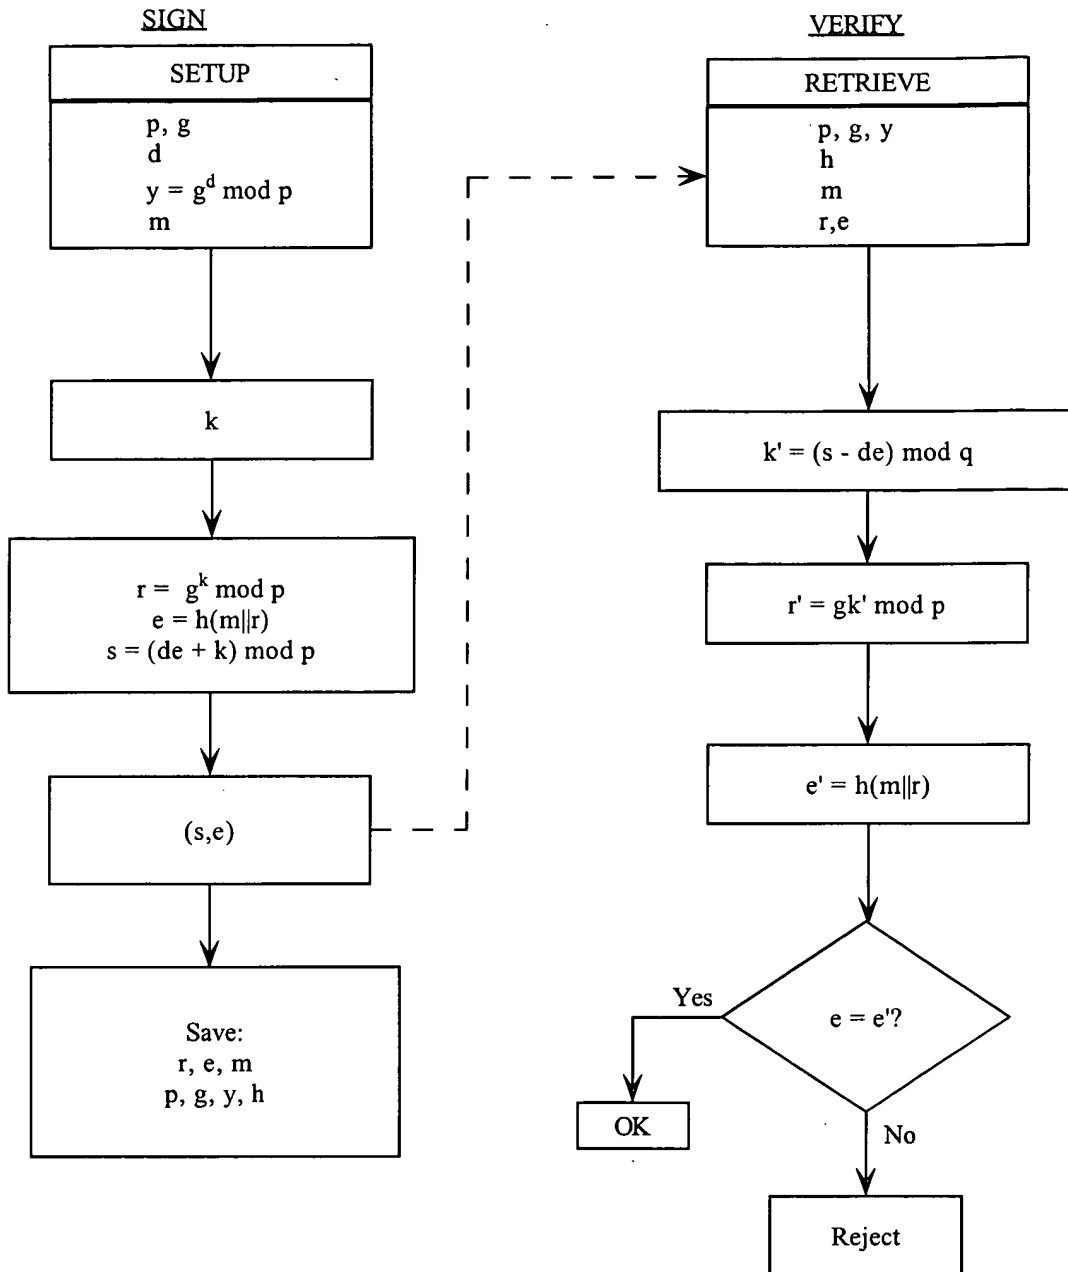 SIGN
SETUP
p, g
d
y = g^d mod p
m
k
r = g^k mod p
e = h(m||r)
s = (de + k) mod p
(s,e)
Save:
r, e, m
p, g, y, h
VERIFY
RETRIEVE
p, g, y
h
m
r,e
k' = (s - de) mod q
r' = gk' mod p
e' = h(m||r)
e = e'?
Yes
OK
No
Reject